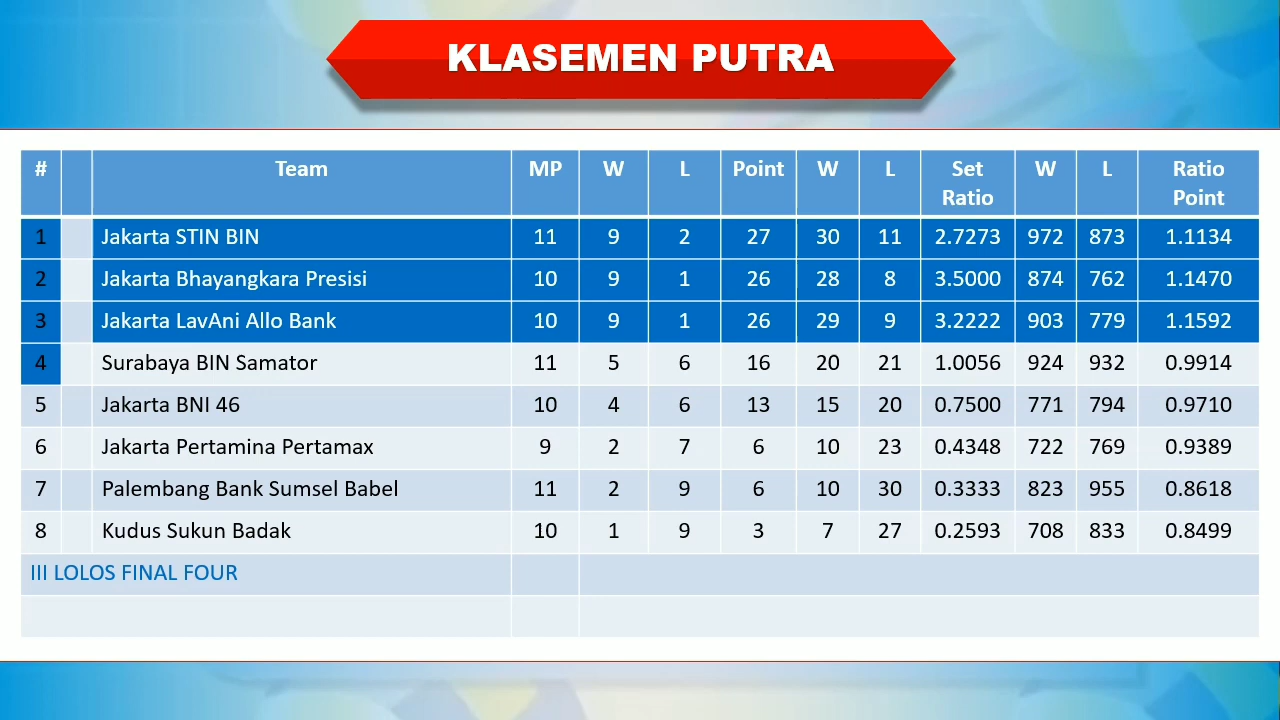 KLASEMEN PUTRA
# Team MP W L Point W L Set Ratio W L Ratio Point
1 Jakarta STIN BIN 11 9 2 27 30 11 2.7273 972 873 1.1134
2 Jakarta Bhayangkara Presisi 10 9 1 26 28 8 3.5000 874 762 1.1470
3 Jakarta LavAni Allo Bank 10 9 1 26 29 9 3.2222 903 779 1.1592
4 Surabaya BIN Samator 11 5 6 16 20 21 1.0056 924 932 0.9914
5 Jakarta BNI 46 10 4 6 13 15 20 0.7500 771 794 0.9710
6 Jakarta Pertamina Pertamax 9 2 7 6 10 23 0.4348 722 769 0.9389
7 Palembang Bank Sumsel Babel 11 2 9 6 10 30 0.3333 823 955 0.8618
8 Kudus Sukun Badak 10 1 9 3 7 27 0.2593 708 833 0.8499
III LOLOS FINAL FOUR